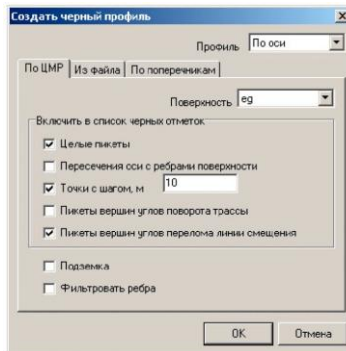 Создать черный профиль
Профиль По оси
По ЦМР Из файла По поперечникам
Поверхность eg
Включить в список черных отметок
Целые пикеты
Пересечения оси с ребрами поверхности
Точки с шагом, м 10
Пикеты вершин углов поворота трассы
Пикеты вершин углов перелома линии смещения
Подземка
Фильтровать ребра
OK Отмена